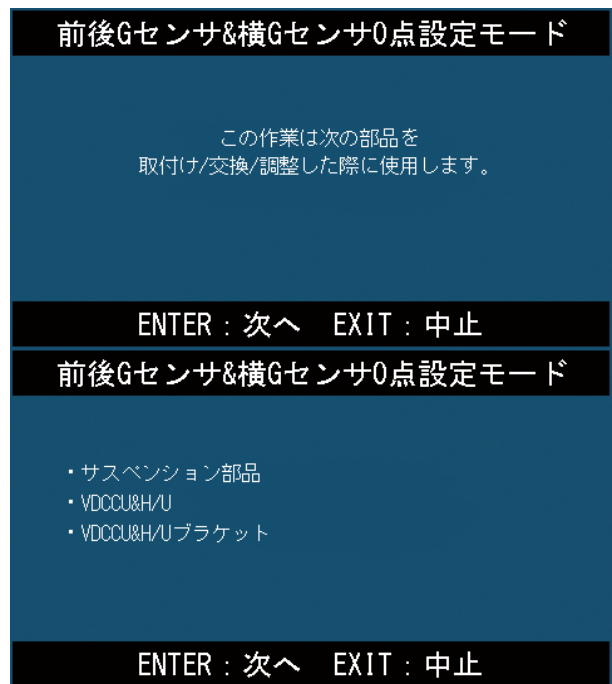 前後Gセンサ&横Gセンサ0点設定モード
この作業は次の部品を
取付け/交換/調整した際に使用します。
ENTER：次へ　EXIT：中止
前後Gセンサ&横Gセンサ0点設定モード
・サスペンション部品
・VDCCU&H/U
・VDCCU&H/Uブラケット
ENTER：次へ　EXIT：中止